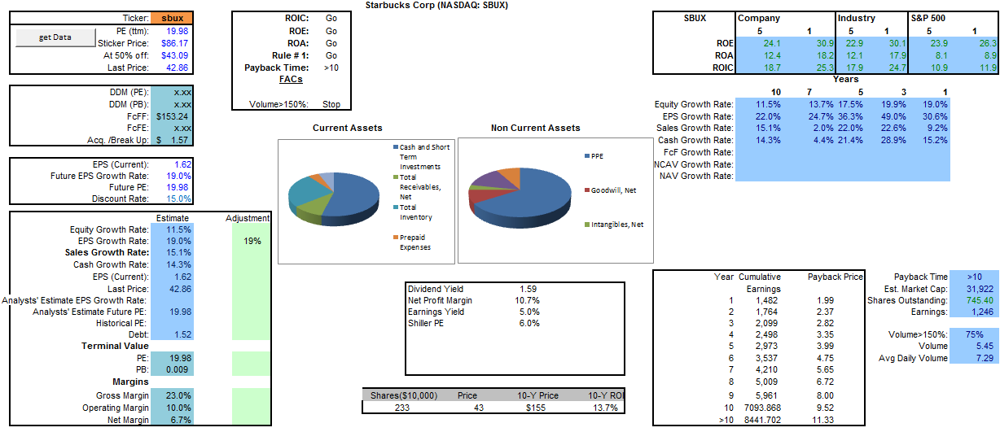 Starbucks Corp (NASDAQ: SBUX)
Ticker: sbux
get Data
PE (ttm): 19.98
Sticker Price: $86.17
At 50% off: $43.09
Last Price: 42.86
DDM (PE): x.xx
DDM (PB): x.xx
FcFF: $153.24
FcFE: x.xx
Acq. /Break Up: $ 1.57
EPS (Current): 1.62
Future EPS Growth Rate: 19.0%
Future PE: 19.98
Discount Rate: 15.0%
Estimate Adjustment
Equity Growth Rate: 11.5%
EPS Growth Rate: 19.0% 19%
Sales Growth Rate: 15.1%
Cash Growth Rate: 14.3%
EPS (Current): 1.62
Last Price: 42.86
Analysts' Estimate EPS Growth Rate:
Analysts' Estimate Future PE: 19.98
Historical PE:
Debt: 1.52
Terminal Value
PE: 19.98
PB: 0.009
Margins
Gross Margin 23.0%
Operating Margin 10.0%
Net Margin 6.7%
ROIC: Go
ROE: Go
ROA: Go
Rule # 1: Go
Payback Time: >10
FACs
Volume>150%: Stop
Current Assets
Cash and Short
Term
Investments
Total
Receivables,
Net
Total
Inventory
Prepaid
Expenses
Non Current Assets
PPE
Goodwill, Net
Intangibles, Net
Dividend Yield 1.59
Net Profit Margin 10.7%
Earnings Yield 5.0%
Shiller PE 6.0%
Shares($10,000) Price 10-Y Price 10-Y ROI
233 43 $155 13.7%
SBUX Company Industry S&P 500
5 1 5 1 5 1
ROE 24.1 30.9 22.9 30.1 23.9 26.3
ROA 12.4 18.2 12.1 17.9 8.1 8.9
ROIC 18.7 25.3 17.9 24.7 10.9 11.9
Years
10 7 5 3 1
Equity Growth Rate: 11.5% 13.7% 17.5% 19.9% 19.0%
EPS Growth Rate: 22.0% 24.7% 36.3% 49.0% 30.6%
Sales Growth Rate: 15.1% 2.0% 22.0% 22.6% 9.2%
Cash Growth Rate: 14.3% 4.4% 21.4% 28.9% 15.2%
FcF Growth Rate:
NCAV Growth Rate:
NAV Growth Rate:
Year Cumulative Payback Price
Earnings
1 1,482 1.99
2 1,764 2.37
3 2,099 2.82
4 2,498 3.35
5 2,973 3.99
6 3,537 4.75
7 4,210 5.65
8 5,009 6.72
9 5,961 8.00
10 7093.868 9.52
>10 8441.702 11.33
Payback Time >10
Est. Market Cap: 31,922
Shares Outstanding: 745.40
Earnings: 1,246
Volume>150%: 75%
Volume 5.45
Avg Daily Volume 7.29